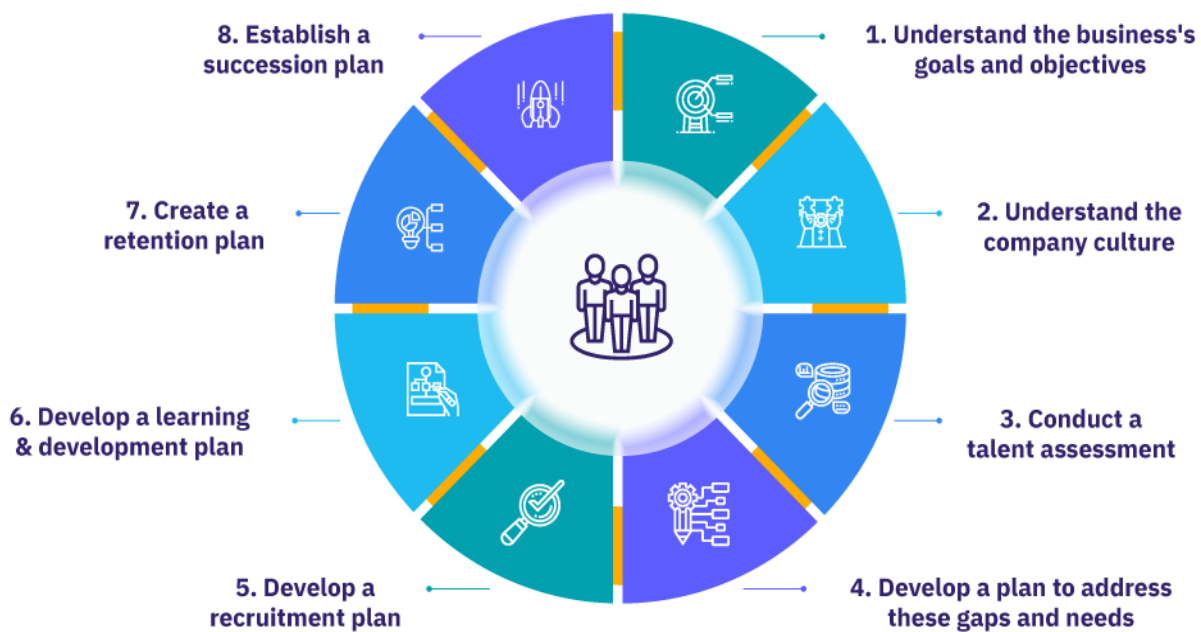 1. Understand the business's
goals and objectives
2. Understand the
company culture
3. Conduct a
talent assessment
4. Develop a plan to address
these gaps and needs
5. Develop a
recruitment plan
6. Develop a learning
& development plan
7. Create a
retention plan
8. Establish a
succession plan